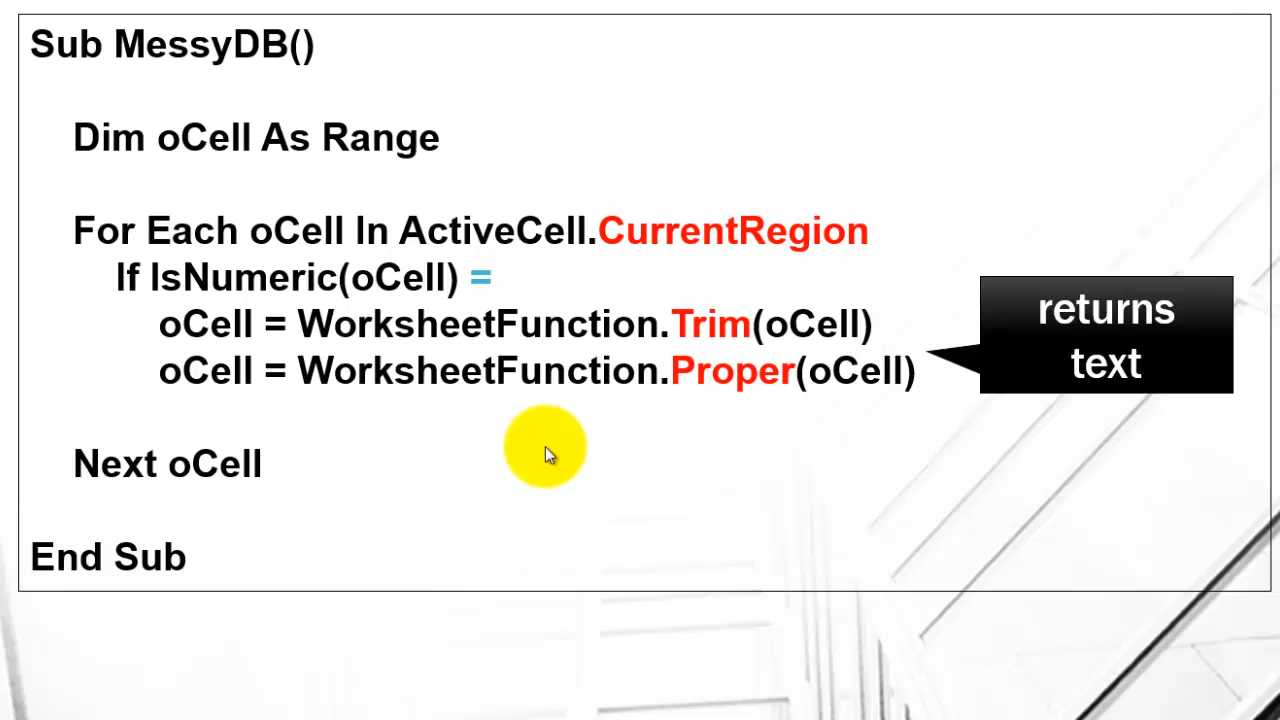 Sub MessyDB()
Dim oCell As Range
For Each oCell In ActiveCell.CurrentRegion
If IsNumeric(oCell) =
oCell = WorksheetFunction.Trim(oCell)
oCell = WorksheetFunction.Proper(oCell)
returns
text
Next oCell
End Sub